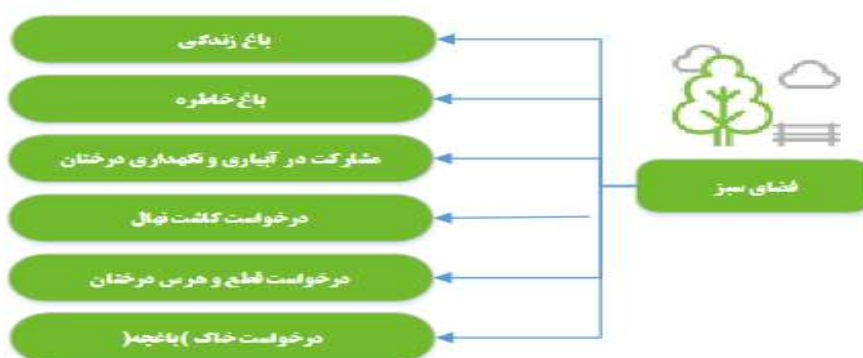 فضای سبز
باغ زندگی
باغ خاطره
مشارکت در آبیاری و نگهداری درختان
درخواست کاشت نهال
درخواست قطع و هرس درختان
درخواست خاک )باغچه(